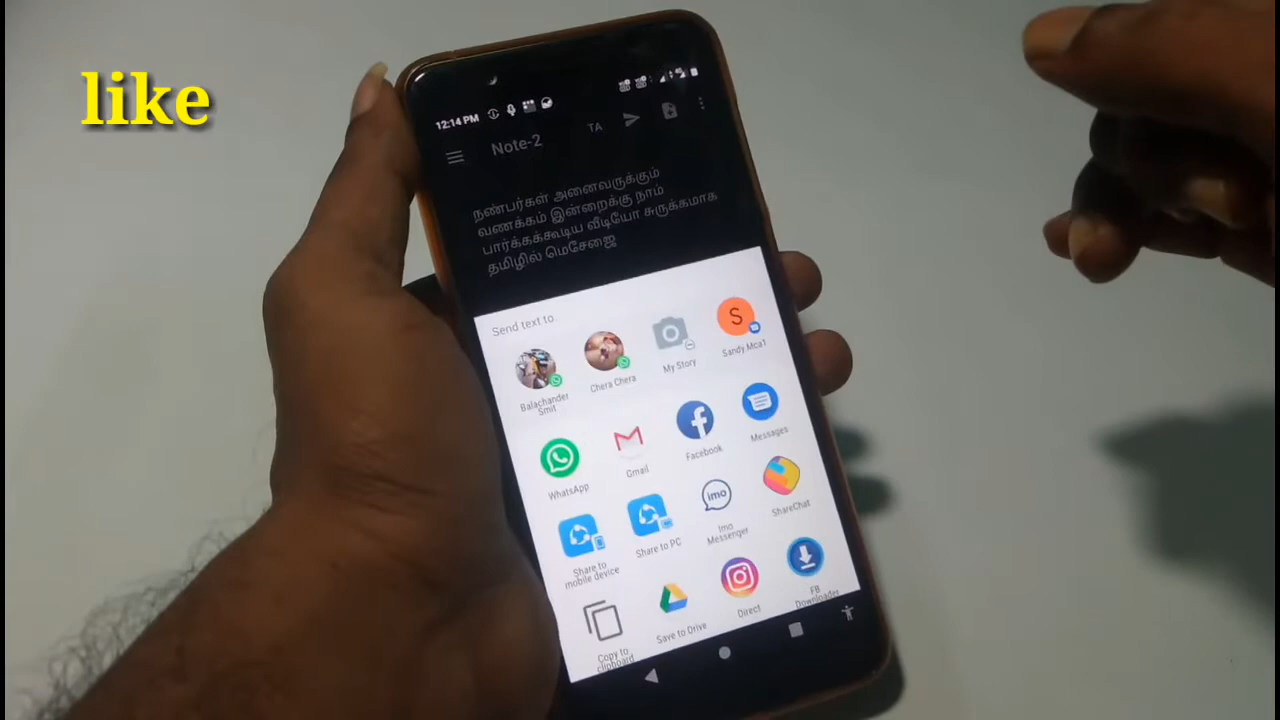 like
12:14 PM
Note-2
TA
நண்பர்கள் அனைவருக்கும்
வணக்கம் இன்றைக்கு நாம்
பார்க்கக்கூடிய வீடியோ சுருக்கமாக
தமிழில் மெசேஜை
Send text to
Balachander
Smit
Chera Chera
My Story
S
Sandy Mca1
WhatsApp
Gmail
Facebook
Messages
Share to
mobile device
Share to PC
imo
Imo
Messenger
ShareChat
Copy to
clipboard
Save to Drive
Direct
FB
Downloader